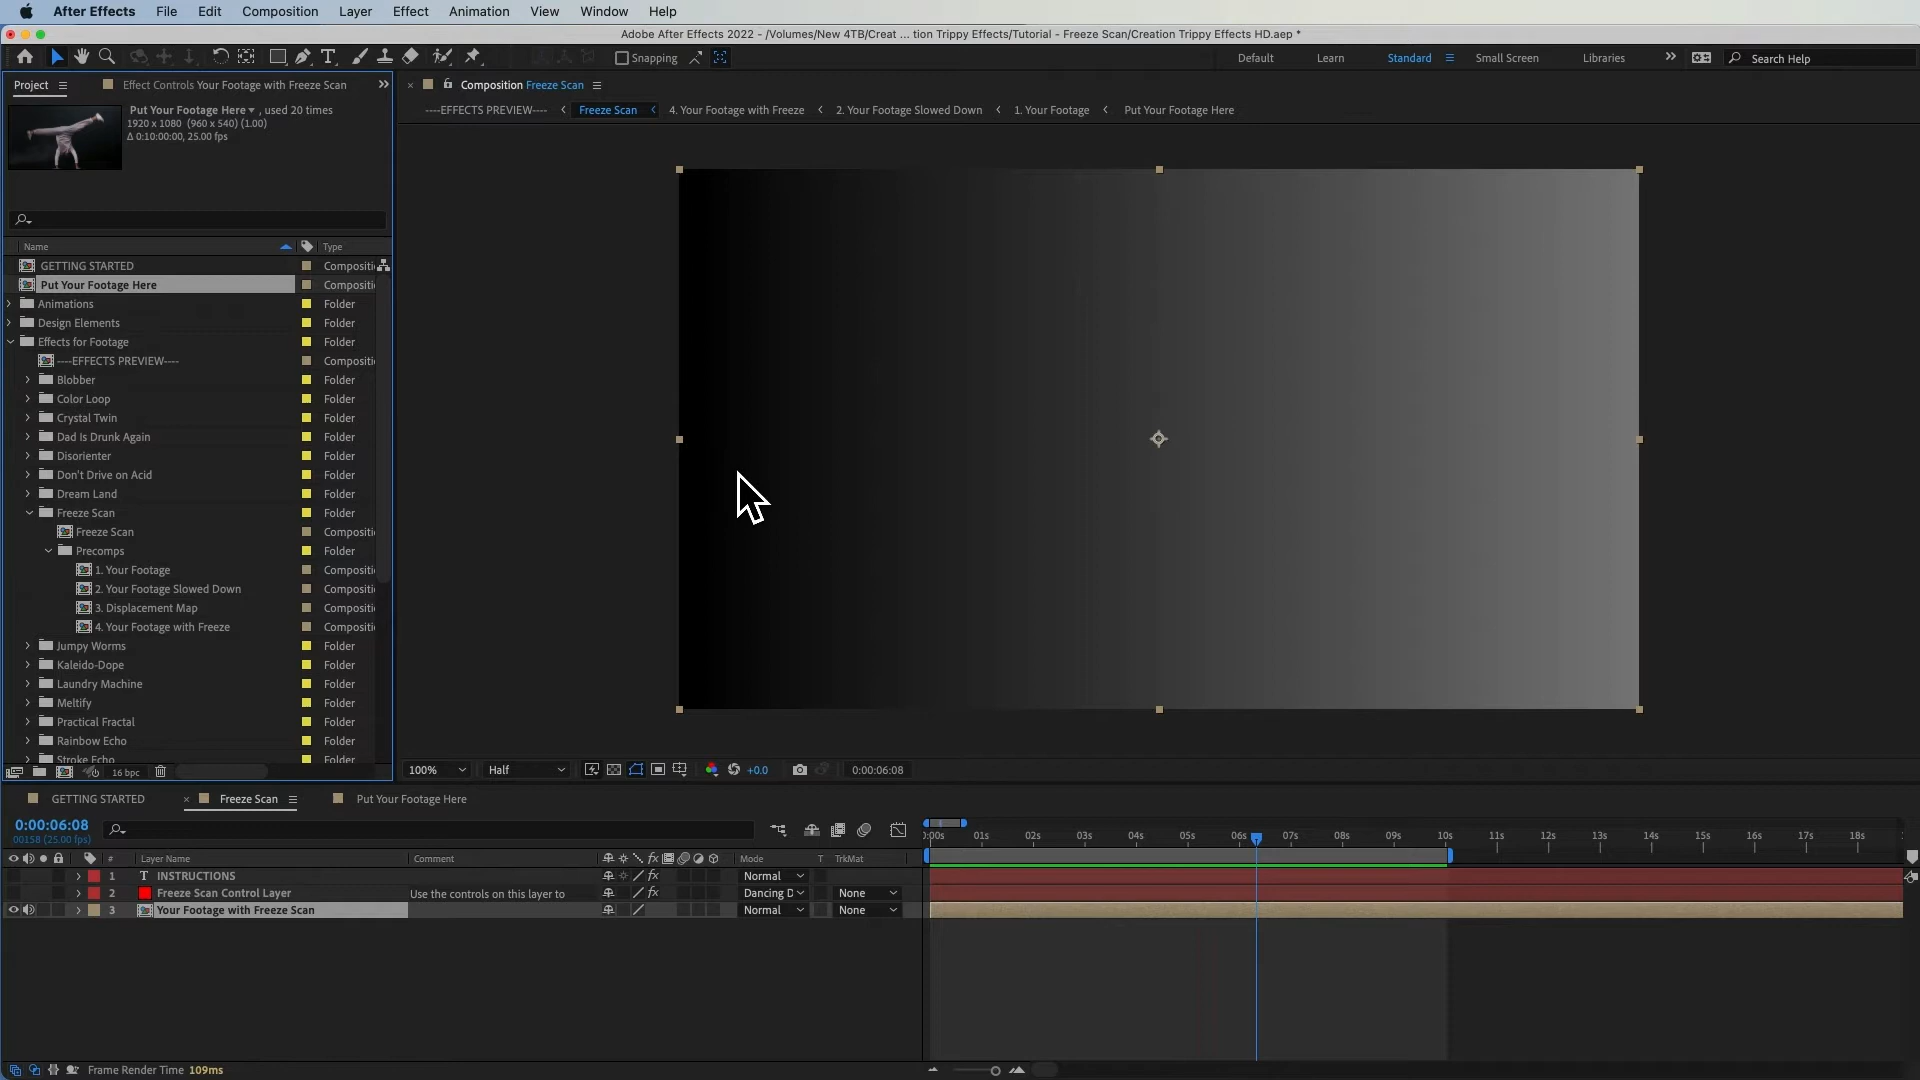 After Effects File Edit Composition Layer Effect Animation View Window Help
Adobe After Effects 2022 - /Volumes/New 4TB/Creat ... tion Trippy Effects/Tutorial - Freeze Scan/Creation Trippy Effects HD.aep *
Snapping Default Learn Standard Small Screen Libraries Search Help
Project Effect Controls Your Footage with Freeze Scan Composition Freeze Scan
----EFFECTS PREVIEW---- Freeze Scan 4. Your Footage with Freeze 2. Your Footage Slowed Down 1. Your Footage Put Your Footage Here
Put Your Footage Here , used 20 times
1920 x 1080 (960 x 540) (1.00)
Δ 0:10:00:00, 25.00 fps
Name Type
GETTING STARTED Compositi
Put Your Footage Here Compositi
Animations Folder
Design Elements Folder
Effects for Footage Folder
----EFFECTS PREVIEW---- Compositi
Blobber Folder
Color Loop Folder
Crystal Twin Folder
Dad Is Drunk Again Folder
Disorienter Folder
Don't Drive on Acid Folder
Dream Land Folder
Freeze Scan Folder
Freeze Scan Compositi
Precomps Folder
1. Your Footage Compositi
2. Your Footage Slowed Down Compositi
3. Displacement Map Compositi
4. Your Footage with Freeze Compositi
Jumpy Worms Folder
Kaleido-Dope Folder
Laundry Machine Folder
Meltify Folder
Practical Fractal Folder
Rainbow Echo Folder
Stroke Echo Folder
16 bpc
100% Half +0.0 0:00:06:08
GETTING STARTED Freeze Scan Put Your Footage Here
0:00:06:08
00158 (25.00 fps)
0:00s 01s 02s 03s 04s 05s 06s 07s 08s 09s 10s 11s 12s 13s 14s 15s 16s 17s 18s
# Layer Name Comment fx Mode T TrkMat
1 T INSTRUCTIONS fx Normal
2 Freeze Scan Control Layer Use the controls on this layer to fx Dancing D None
3 Your Footage with Freeze Scan Normal None
Frame Render Time 109ms